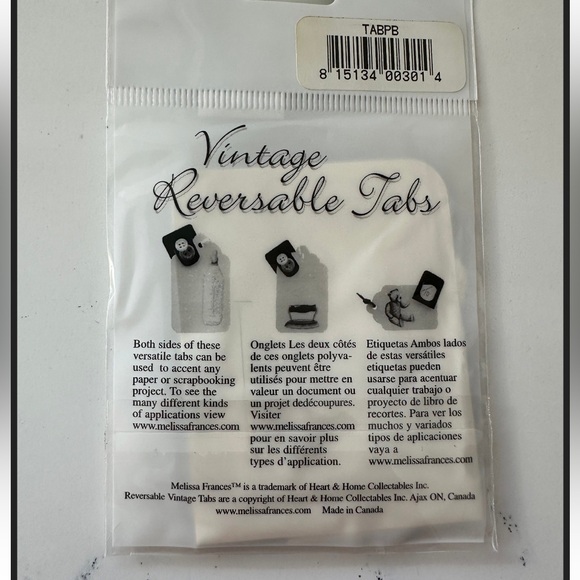 TABPB
8 15134 00301 4
Vintage
Reversable Tabs
Both sides of these
versatile tabs can be
used to accent any
paper or scrapbooking
project. To see the
many different kinds
of applications view
www.melissafrances.com
Onglets Les deux côtés
de ces onglets polyva-
lents peuvent être
utilisés pour mettre en
valeur un document ou
un projet dedécoupures.
Visiter
www.melissafrances.com
pour en savoir plus
sur les différents
types d'application.
Etiquetas Ambos lados
de estas versátiles
etiquetas pueden
usarse para acentuar
cualquier trabajo o
proyecto de libro de
recortes. Para ver los
muchos y variados
tipos de aplicaciones
vaya a
www.melissafrances.com
Melissa Frances™ is a trademark of Heart & Home Collectables Inc.
Reversable Vintage Tabs are a copyright of Heart & Home Collectables Inc. Ajax ON, Canada
www.melissafrances.com Made in Canada